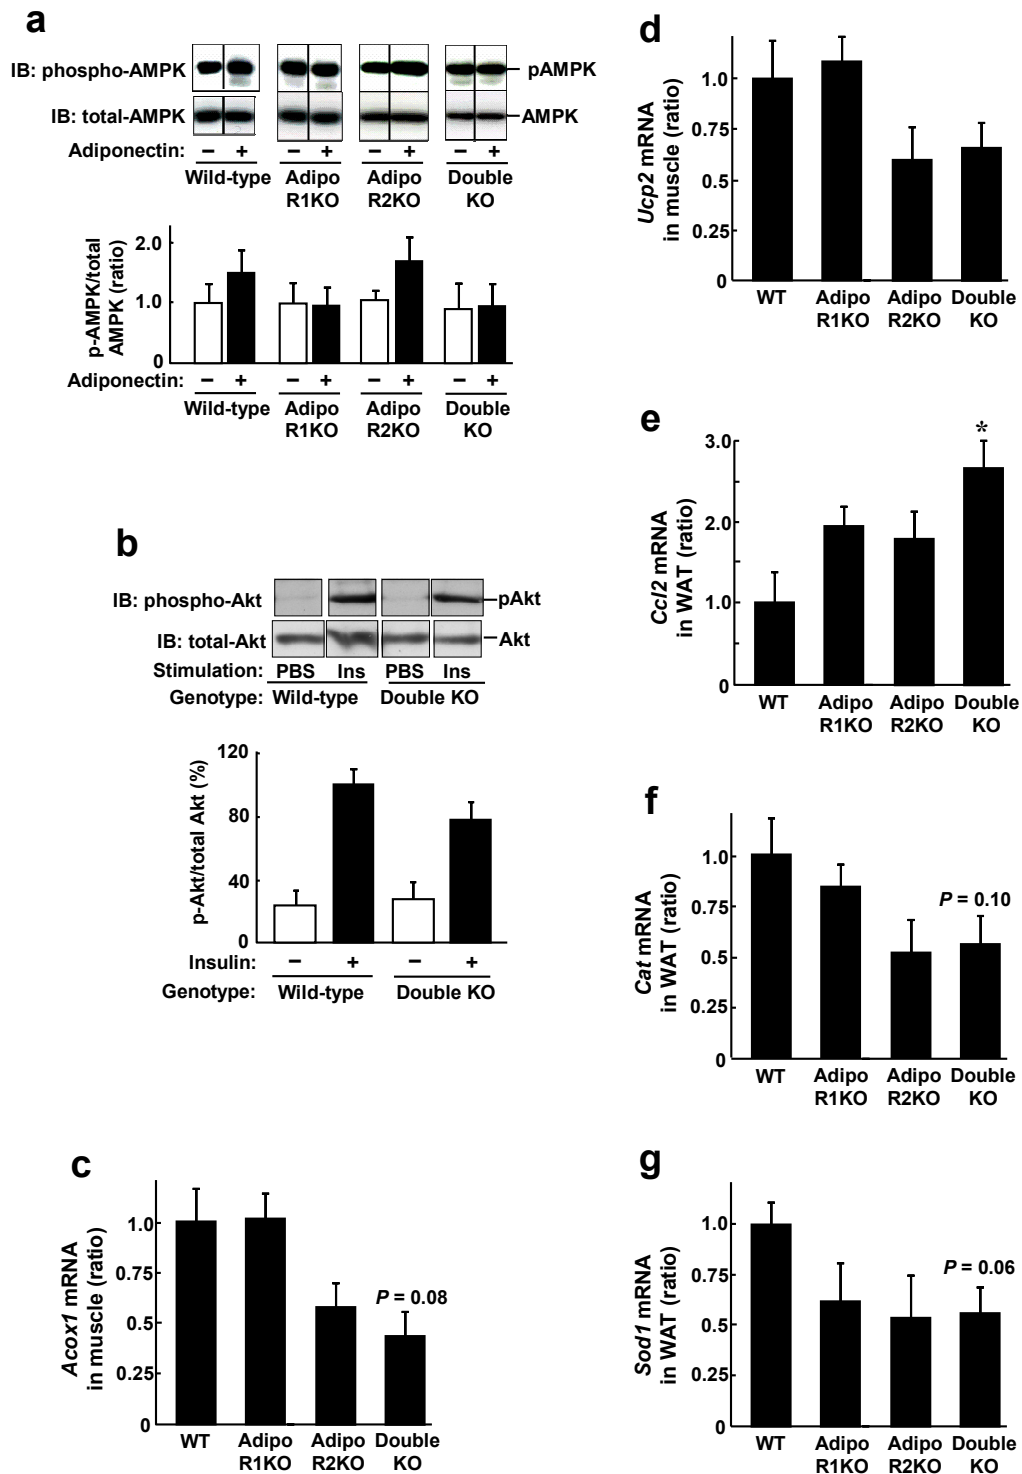 a
IB: phospho-AMPK
pAMPK
IB: total-AMPK
AMPK
Adiponectin: – + – + – + – +
Wild-type Adipo Adipo Double
R1KO R2KO KO
p-AMPK/total
AMPK (ratio)
2.0
1.0
0
Adiponectin: – + – + – + – +
Wild-type Adipo Adipo Double
R1KO R2KO KO
b
IB: phospho-Akt
pAkt
IB: total-Akt
Akt
Stimulation: PBS Ins PBS Ins
Genotype: Wild-type Double KO
p-Akt/total Akt (%)
120
80
40
0
Insulin: – + – +
Genotype: Wild-type Double KO
c
Acox1 mRNA
in muscle (ratio)
1.0
0.75
0.5
0.25
0
P = 0.08
WT Adipo Adipo Double
R1KO R2KO KO
d
Ucp2 mRNA
in muscle (ratio)
1.0
0.75
0.5
0.25
0
WT Adipo Adipo Double
R1KO R2KO KO
e
Ccl2 mRNA
in WAT (ratio)
3.0
2.0
1.0
0
*
WT Adipo Adipo Double
R1KO R2KO KO
f
Cat mRNA
in WAT (ratio)
1.0
0.75
0.5
0.25
0
P = 0.10
WT Adipo Adipo Double
R1KO R2KO KO
g
Sod1 mRNA
in WAT (ratio)
1.0
0.75
0.5
0.25
0
P = 0.06
WT Adipo Adipo Double
R1KO R2KO KO